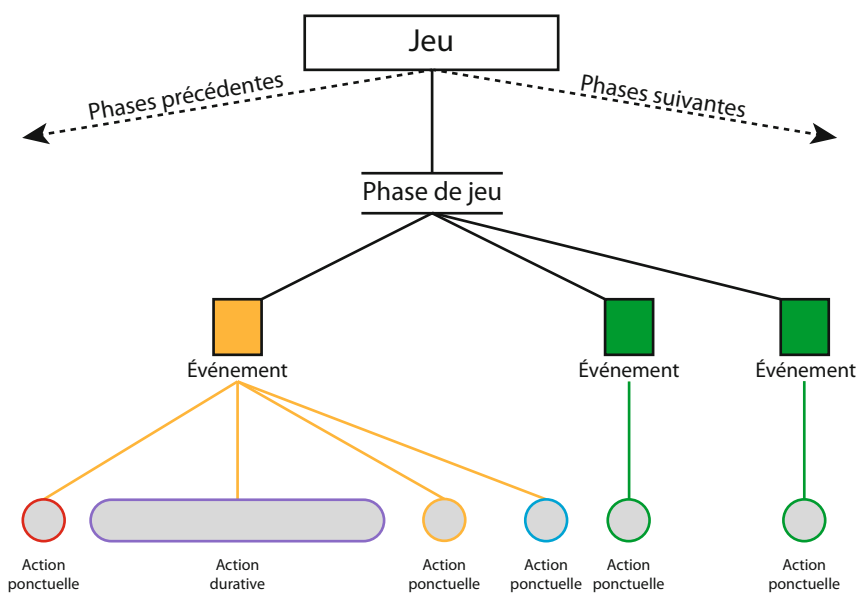 Jeu
Phases précédentes
Phases suivantes
Phase de jeu
Événement
Événement
Événement
Action
ponctuelle
Action
durative
Action
ponctuelle
Action
ponctuelle
Action
ponctuelle
Action
ponctuelle